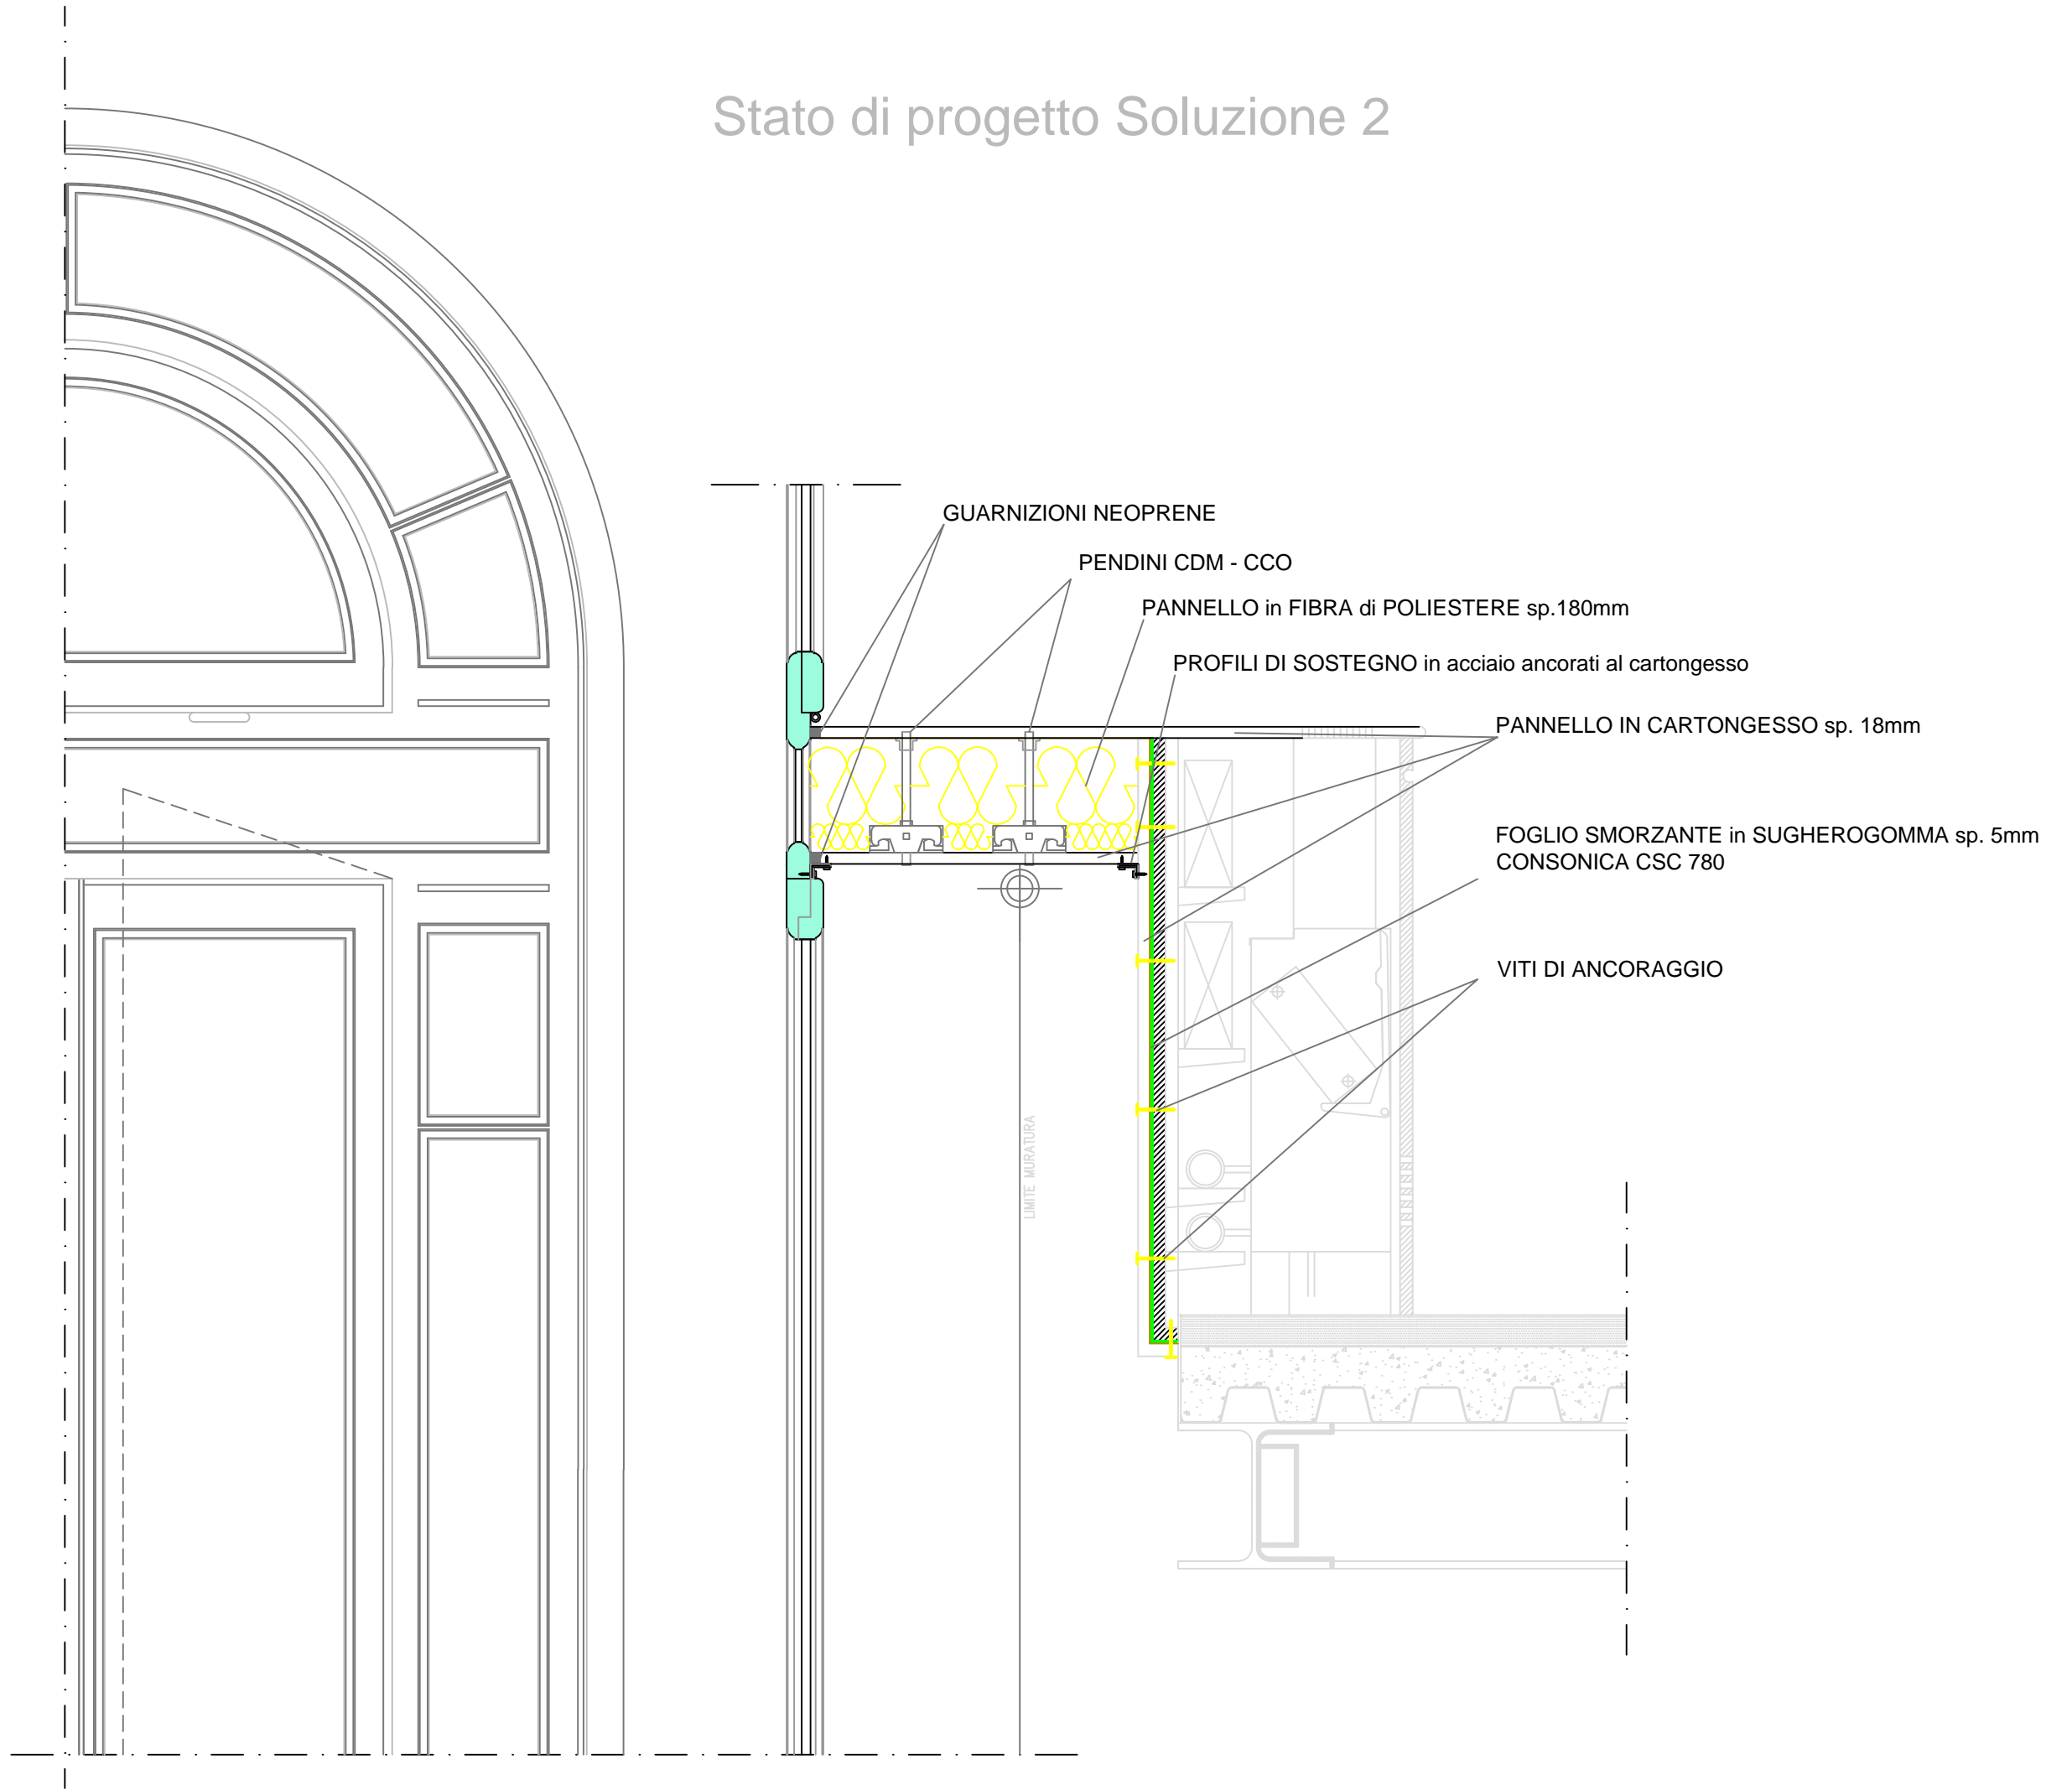 Stato di progetto Soluzione 2
GUARNIZIONI NEOPRENE
PENDINI CDM - CCO
PANNELLO in FIBRA di POLIESTERE sp.180mm
PROFILI DI SOSTEGNO in acciaio ancorati al cartongesso
PANNELLO IN CARTONGESSO sp. 18mm
FOGLIO SMORZANTE in SUGHEROGOMMA sp. 5mm
CONSONICA CSC 780
VITI DI ANCORAGGIO
LIMITE MURATURA